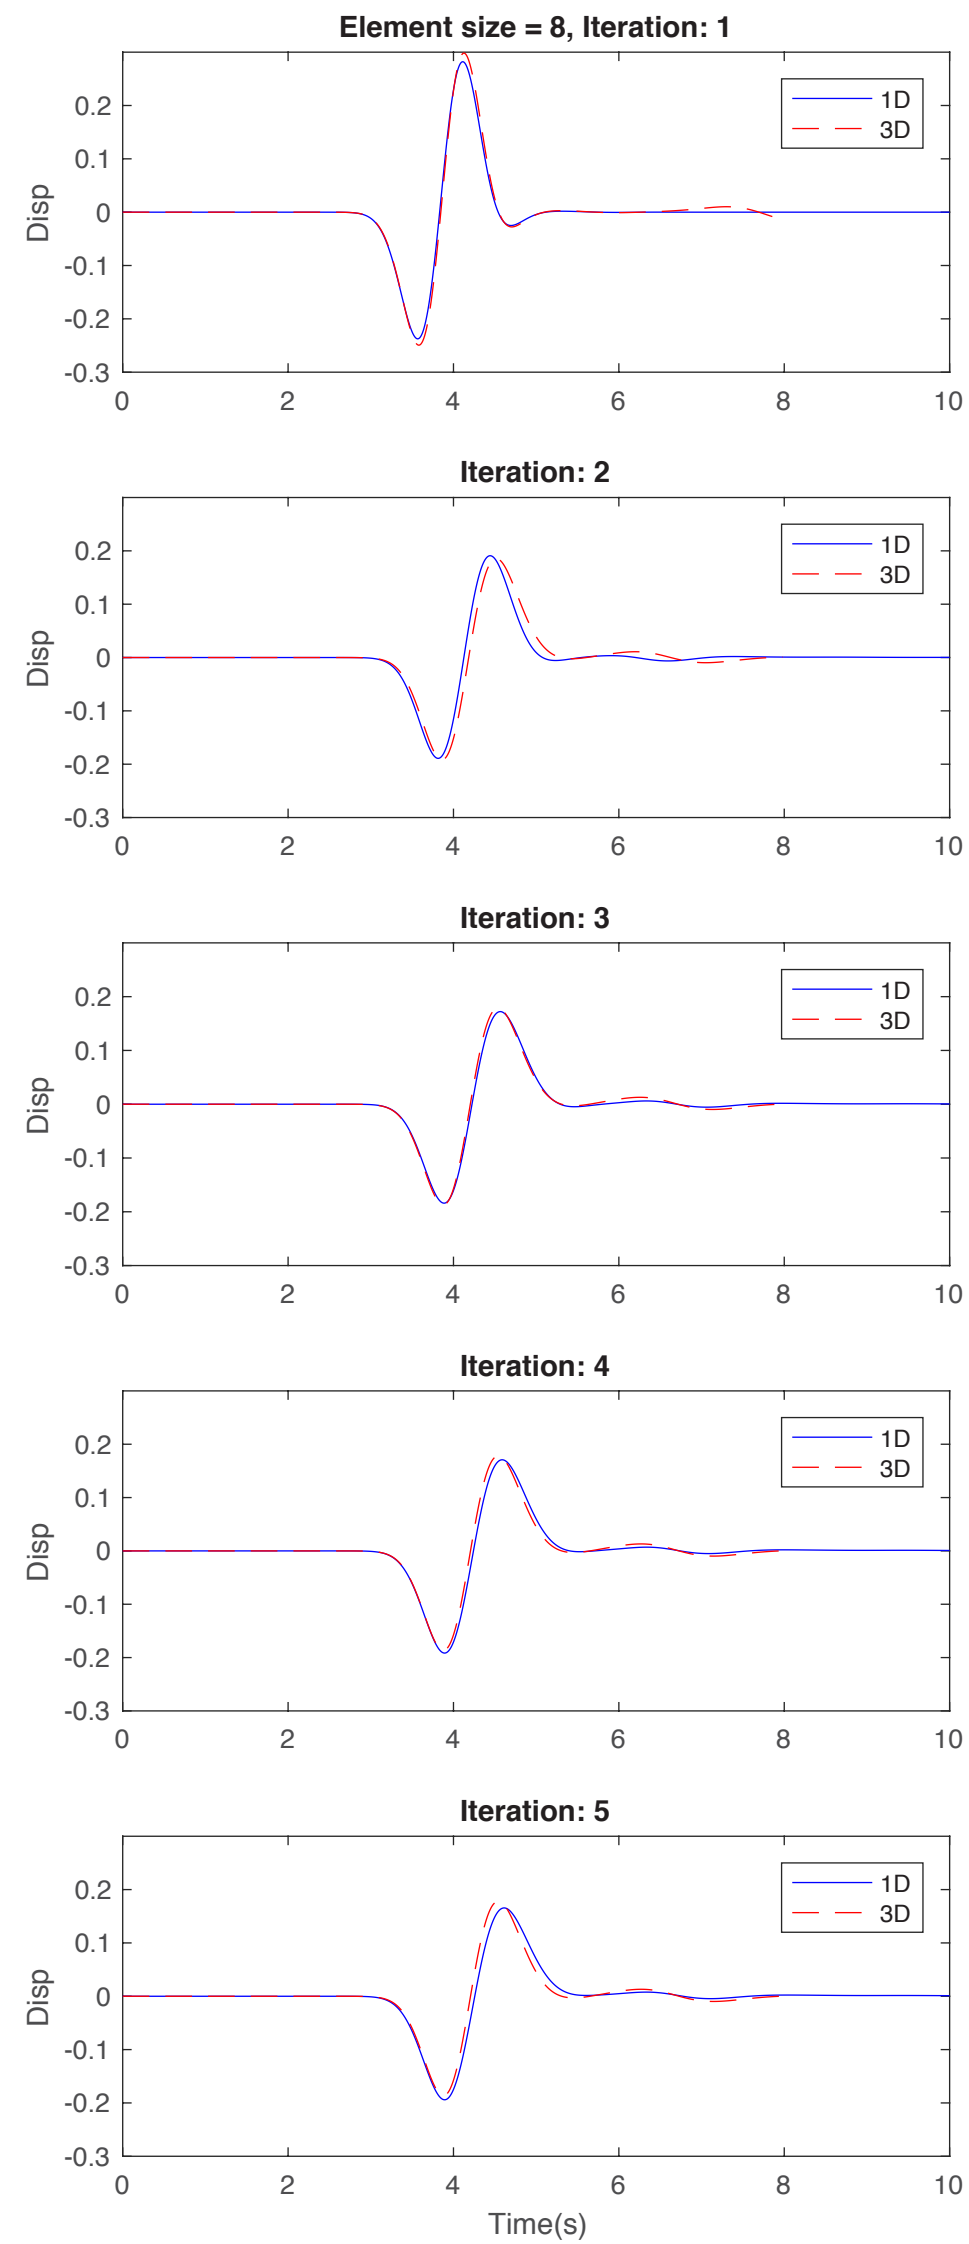 Element size = 8, Iteration: 1
0.2
0.1
0
-0.1
-0.2
-0.3
Disp
0 2 4 6 8 10
1D
3D
Iteration: 2
0.2
0.1
0
-0.1
-0.2
-0.3
Disp
0 2 4 6 8 10
1D
3D
Iteration: 3
0.2
0.1
0
-0.1
-0.2
-0.3
Disp
0 2 4 6 8 10
1D
3D
Iteration: 4
0.2
0.1
0
-0.1
-0.2
-0.3
Disp
0 2 4 6 8 10
1D
3D
Iteration: 5
0.2
0.1
0
-0.1
-0.2
-0.3
Disp
0 2 4 6 8 10
1D
3D
Time(s)